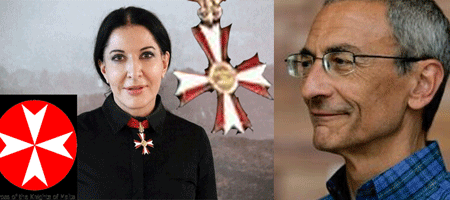 of the Knights of Malta